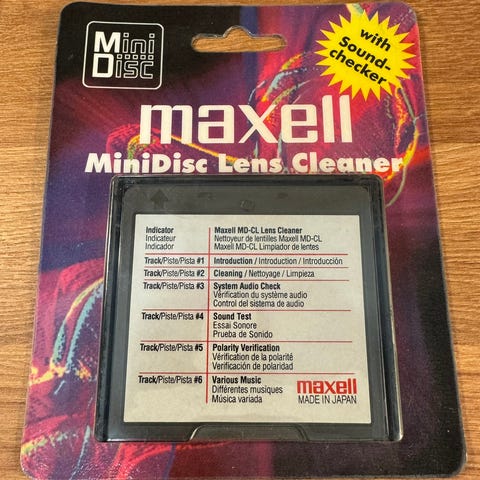 Mini
Disc
with
Sound-
checker
maxell
MiniDisc Lens Cleaner
Indicator Maxell MD-CL Lens Cleaner
Indicateur Nettoyeur de lentilles Maxell MD-CL
Indicador Maxell MD-CL Limpiador de lentes
Track/Piste/Pista #1 Introduction / Introduction / Introducción
Track/Piste/Pista #2 Cleaning / Nettoyage / Limpieza
Track/Piste/Pista #3 System Audio Check
Vérification du système audio
Control del sistema de audio
Track/Piste/Pista #4 Sound Test
Essai Sonore
Prueba de Sonido
Track/Piste/Pista #5 Polarity Verification
Vérification de la polarité
Verificación de polaridad
Track/Piste/Pista #6 Various Music
Différentes musiques
Música variada
maxell
MADE IN JAPAN